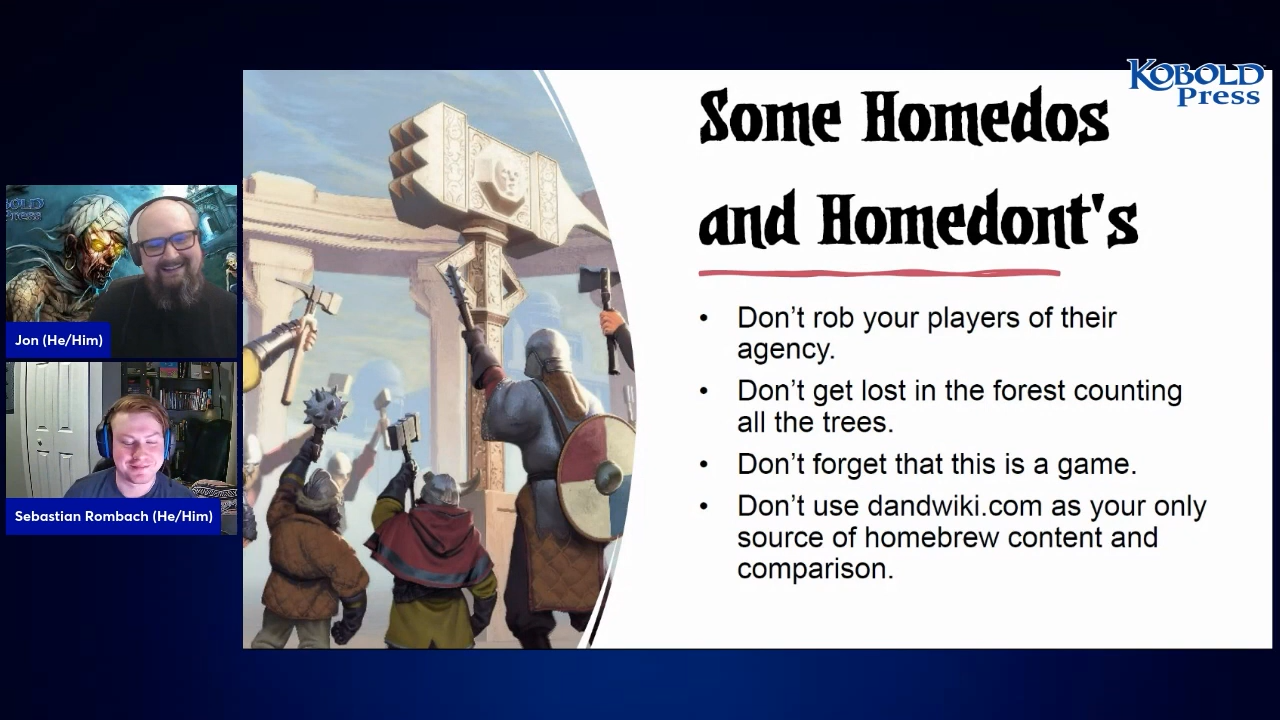 KOBOLD
Press
Some Homedos
and Homedont's
Don’t rob your players of their
agency.
Don’t get lost in the forest counting
all the trees.
Don’t forget that this is a game.
Don’t use dandwiki.com as your only
source of homebrew content and
comparison.
Jon (He/Him)
Sebastian Rombach (He/Him)